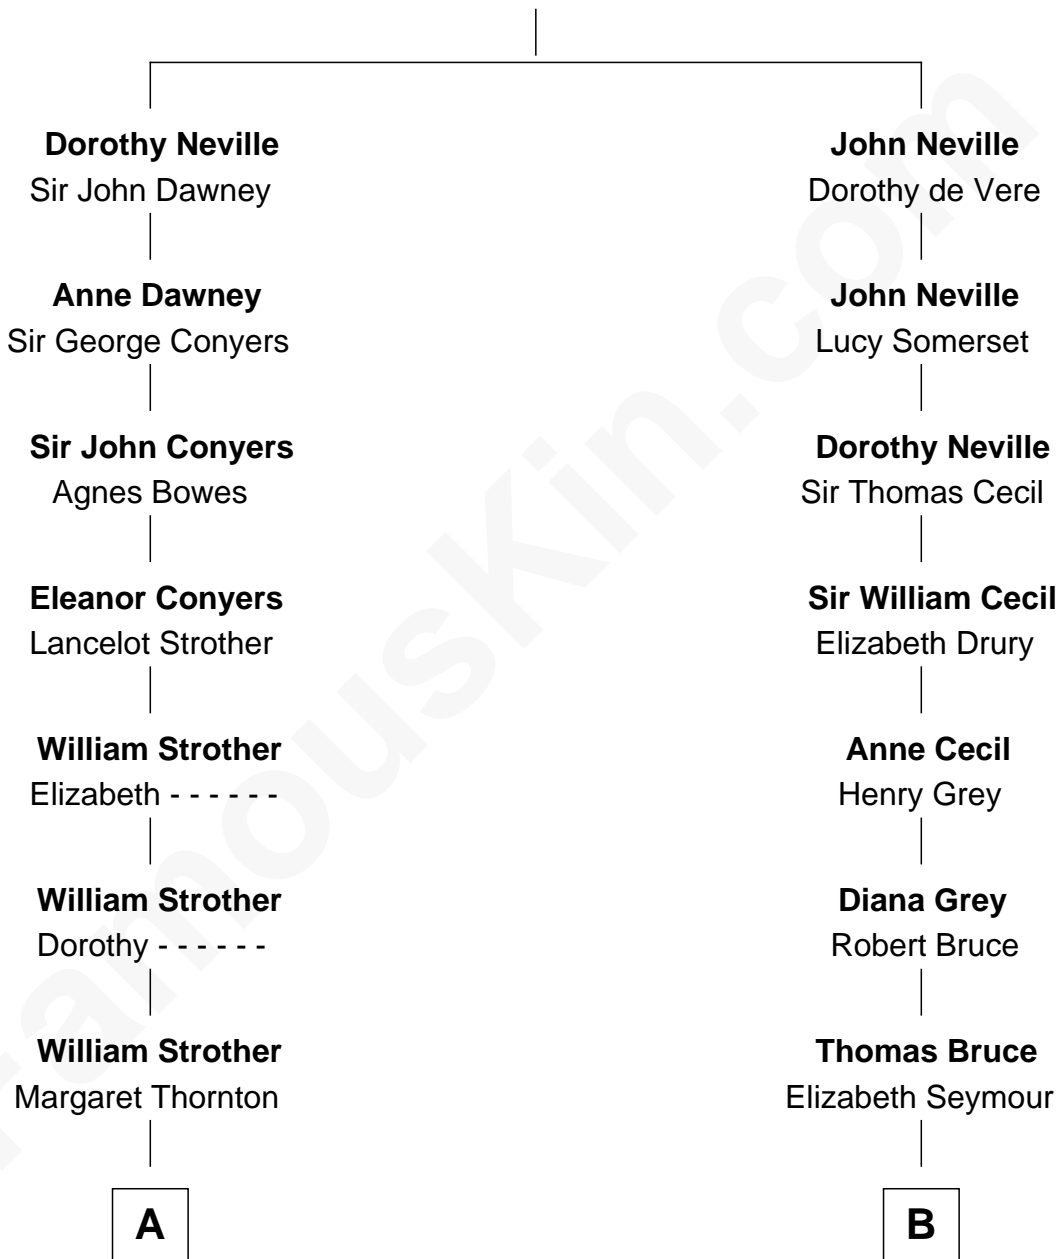 Dorothy Neville
Sir John Dawney
Anne Dawney
Sir George Conyers
Sir John Conyers
Agnes Bowes
Eleanor Conyers
Lancelot Strother
William Strother
Elizabeth - - - - - -
William Strother
Dorothy - - - - - -
William Strother
Margaret Thornton
A
John Neville
Dorothy de Vere
John Neville
Lucy Somerset
Dorothy Neville
Sir Thomas Cecil
Sir William Cecil
Elizabeth Drury
Anne Cecil
Henry Grey
Diana Grey
Robert Bruce
Thomas Bruce
Elizabeth Seymour
B
FamousKin.com